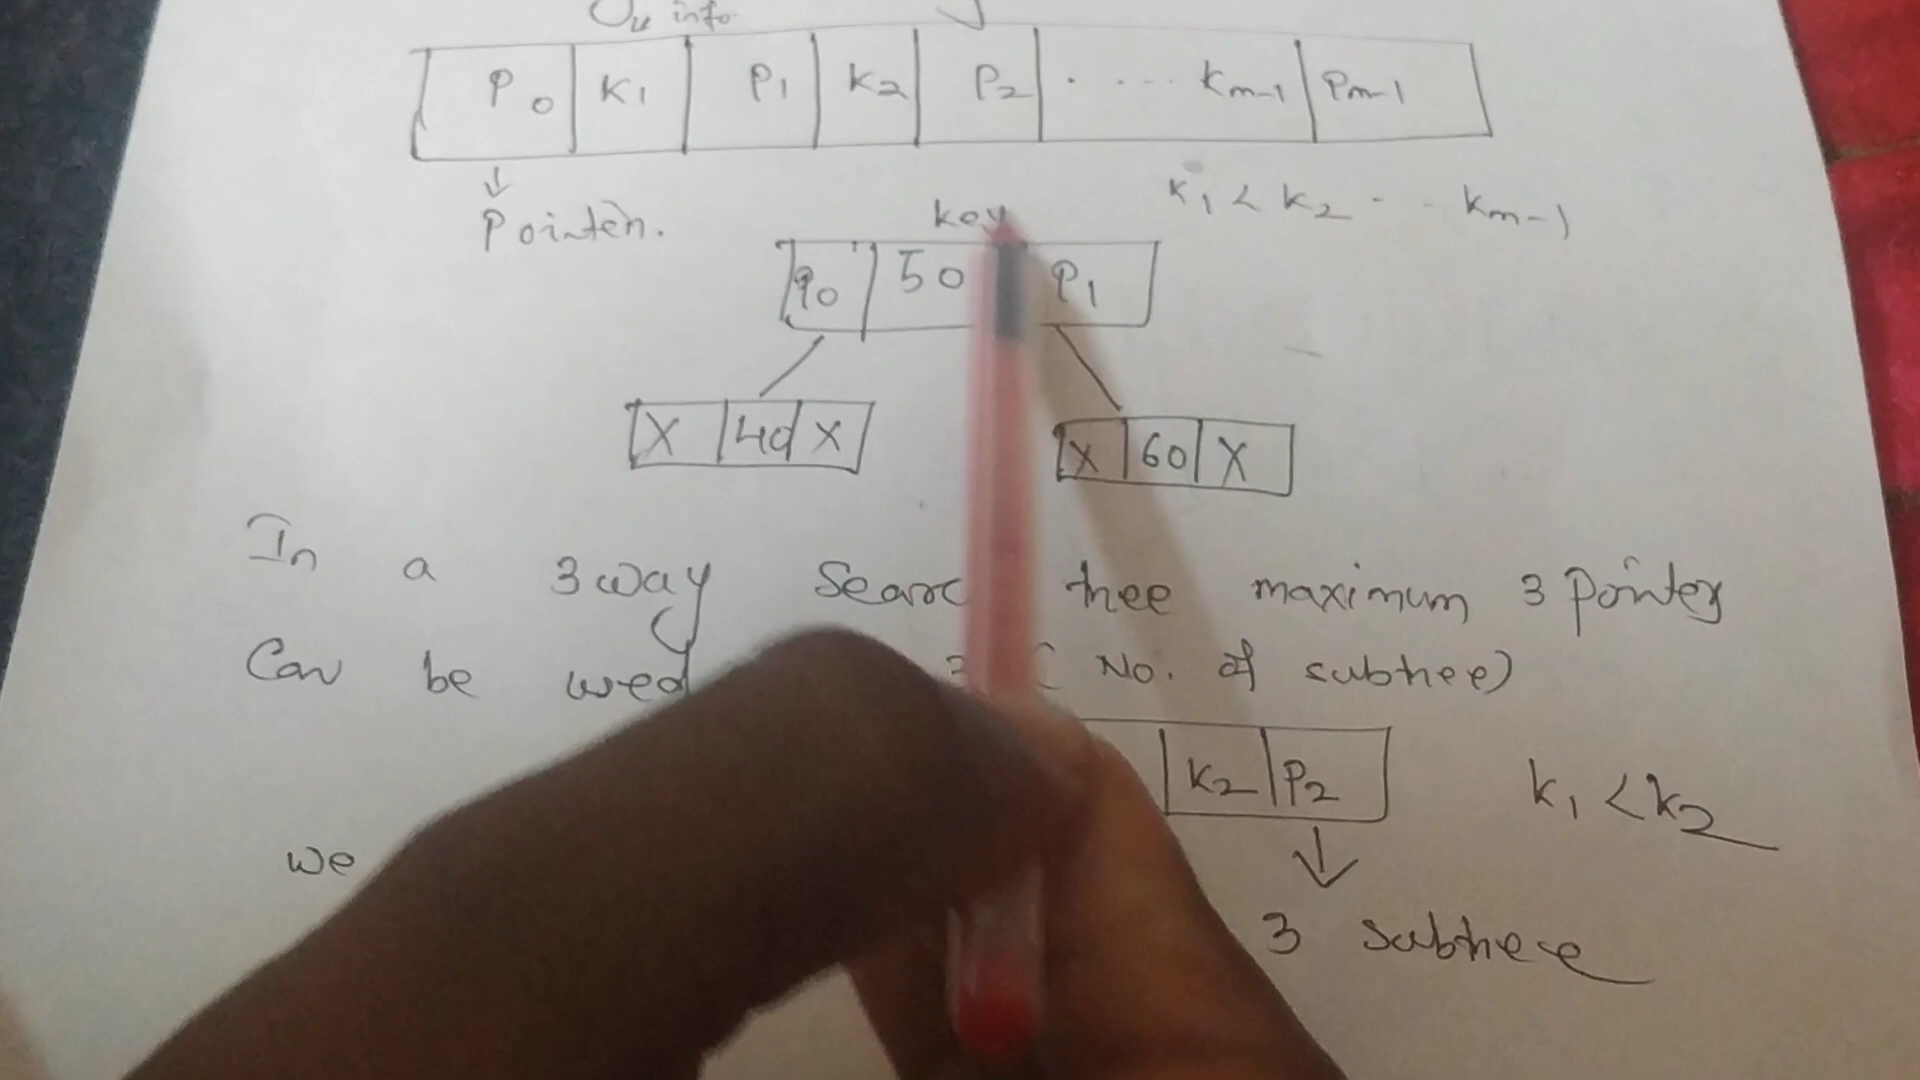 info
P0 K1 P1 K2 P2 . . . . . Km-1 Pm-1
Pointer.
K1 < K2 - - Km-1
key
P0 50 P1
X 40 X
X 60 X
In a 3 way tree maximum 3 Pointer
Can be used No. of subtree)
K2 P2
K1 < K2
we
3 subtree